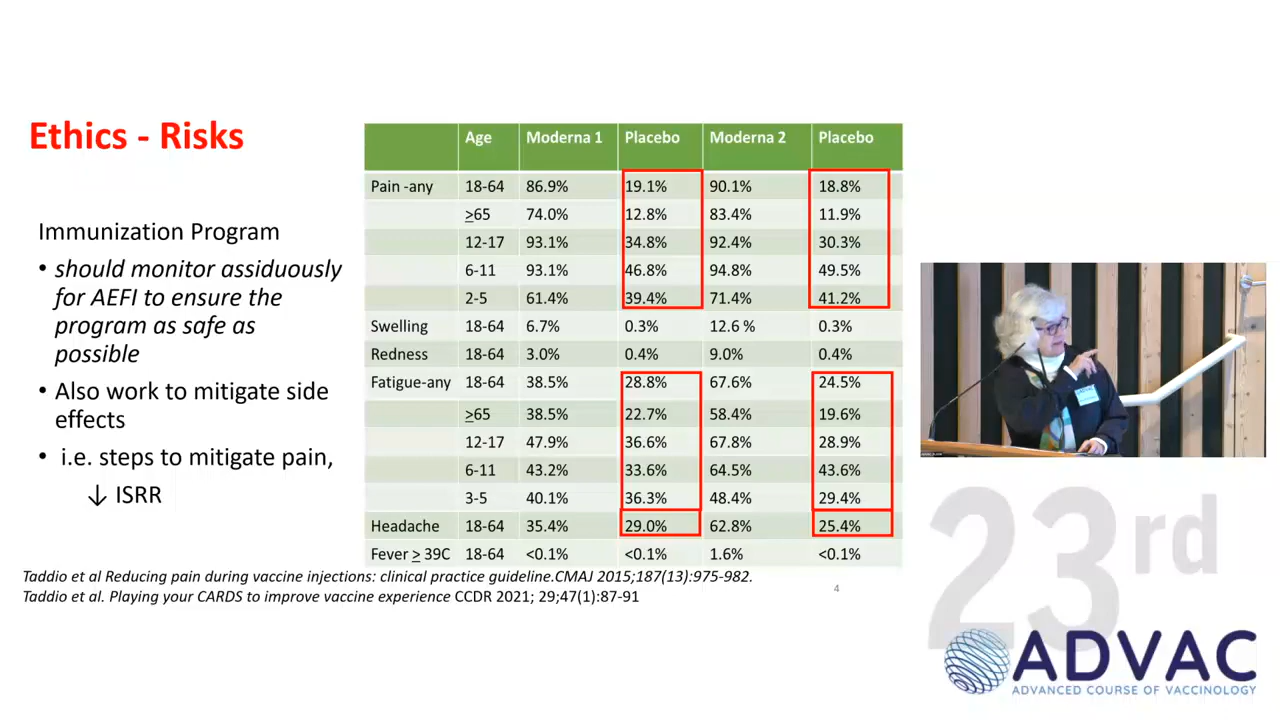 Ethics - Risks
Immunization Program
• should monitor assiduously
for AEFI to ensure the
program as safe as
possible
• Also work to mitigate side
effects
• i.e. steps to mitigate pain,
↓ ISRR
Age Moderna 1 Placebo Moderna 2 Placebo
Pain -any 18-64 86.9% 19.1% 90.1% 18.8%
≥65 74.0% 12.8% 83.4% 11.9%
12-17 93.1% 34.8% 92.4% 30.3%
6-11 93.1% 46.8% 94.8% 49.5%
2-5 61.4% 39.4% 71.4% 41.2%
Swelling 18-64 6.7% 0.3% 12.6 % 0.3%
Redness 18-64 3.0% 0.4% 9.0% 0.4%
Fatigue-any 18-64 38.5% 28.8% 67.6% 24.5%
≥65 38.5% 22.7% 58.4% 19.6%
12-17 47.9% 36.6% 67.8% 28.9%
6-11 43.2% 33.6% 64.5% 43.6%
3-5 40.1% 36.3% 48.4% 29.4%
Headache 18-64 35.4% 29.0% 62.8% 25.4%
Fever ≥ 39C 18-64 <0.1% <0.1% 1.6% <0.1%
Taddio et al Reducing pain during vaccine injections: clinical practice guideline.CMAJ 2015;187(13):975-982.
Taddio et al. Playing your CARDS to improve vaccine experience CCDR 2021; 29;47(1):87-91
4
23rd
ADVAC
ADVANCED COURSE OF VACCINOLOGY